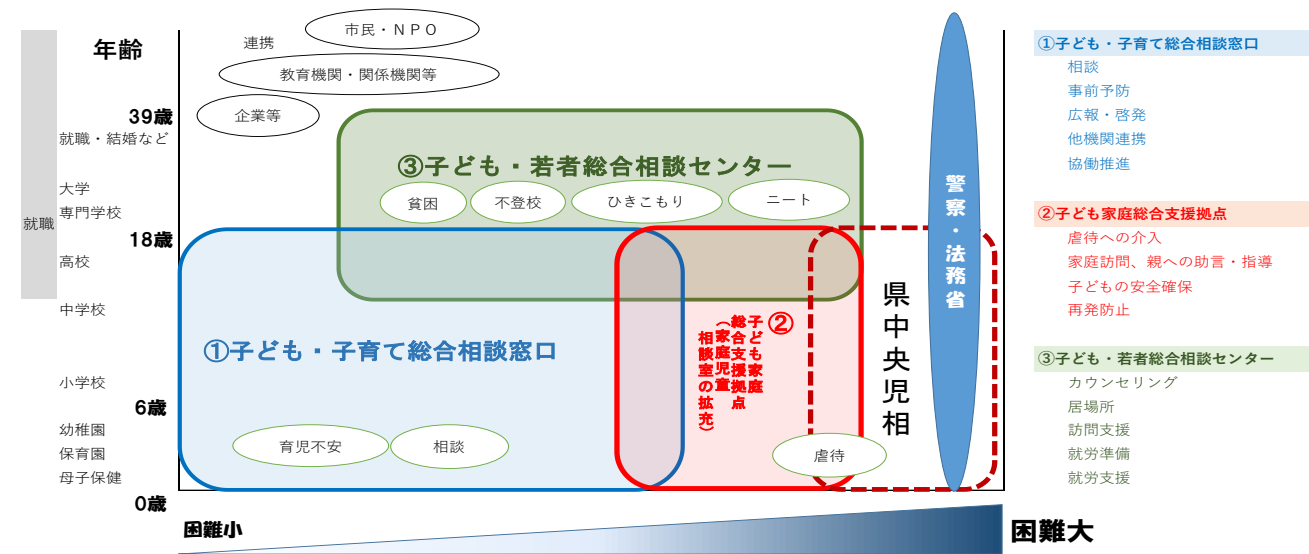 市民・ＮＰＯ
連携
年齢
教育機関・関係機関等
39歳
企業等
就職・結婚など
③子ども・若者総合相談センター
大学
貧困
不登校
ひきこもり
ニート
専門学校
就職
18歳
高校
中学校
警察・法務省
県中央児相
①子ども・子育て総合相談窓口
②
子ども家庭
総合支援拠点
（家庭児童
相談室の拡充）
小学校
6歳
幼稚園
保育園
母子保健
育児不安
相談
虐待
0歳
困難小
困難大
①子ども・子育て総合相談窓口
相談
事前予防
広報・啓発
他機関連携
協働推進
②子ども家庭総合支援拠点
虐待への介入
家庭訪問、親への助言・指導
子どもの安全確保
再発防止
③子ども・若者総合相談センター
カウンセリング
居場所
訪問支援
就労準備
就労支援